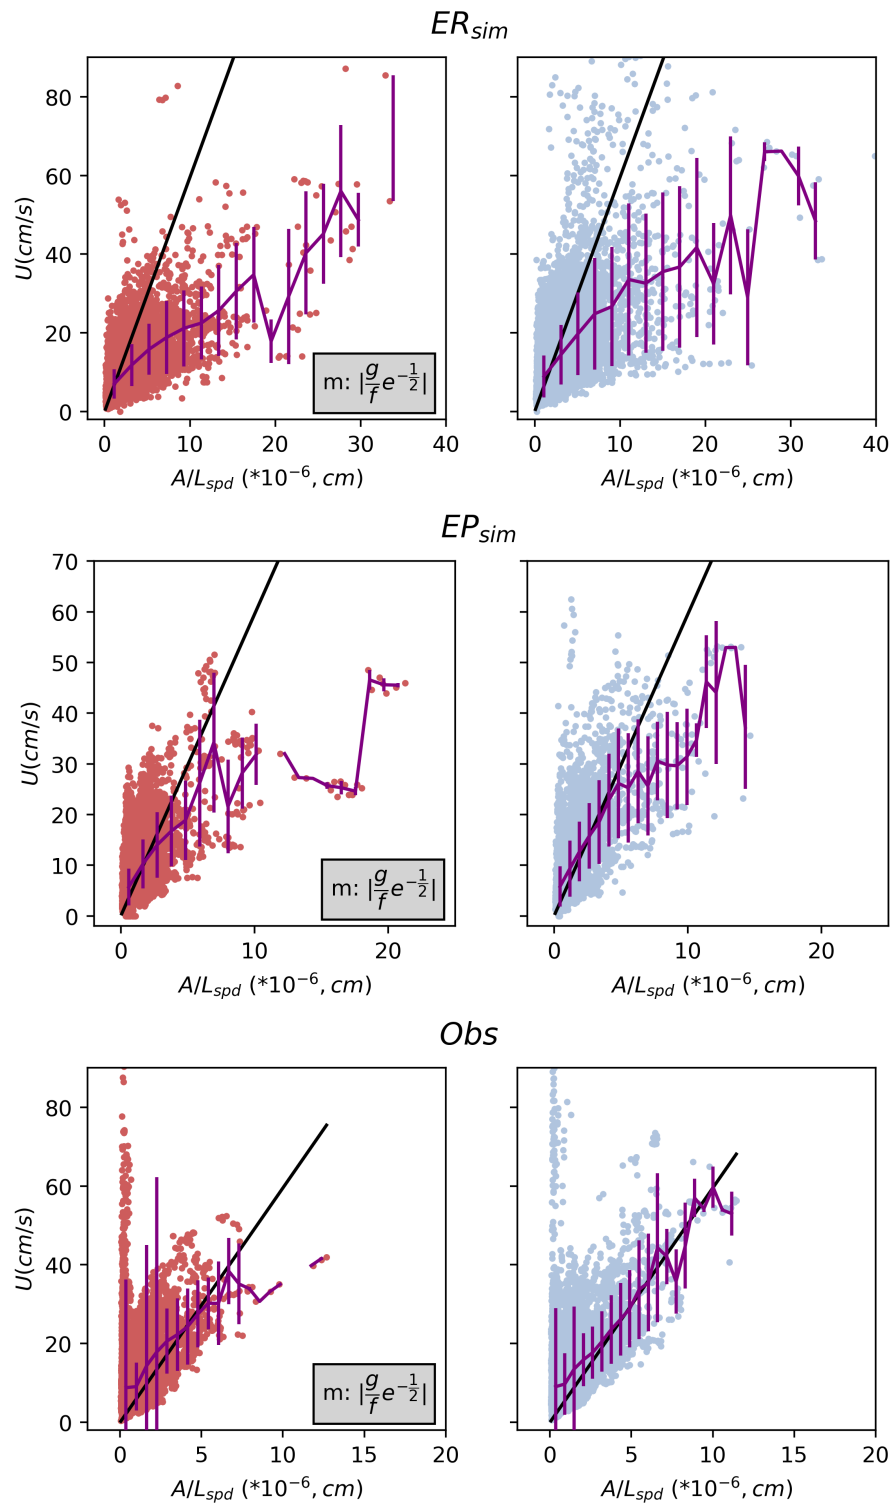 ER_sim
80
60
40
20
0
U(cm/s)
m: |g/f e^{-1/2}|
0 10 20 30 40
0 10 20 30 40
A/L_spd (*10^{-6}, cm)
A/L_spd (*10^{-6}, cm)
EP_sim
70
60
50
40
30
20
10
0
U(cm/s)
m: |g/f e^{-1/2}|
0 10 20
0 10 20
A/L_spd (*10^{-6}, cm)
A/L_spd (*10^{-6}, cm)
Obs
80
60
40
20
0
U(cm/s)
m: |g/f e^{-1/2}|
0 5 10 15 20
0 5 10 15 20
A/L_spd (*10^{-6}, cm)
A/L_spd (*10^{-6}, cm)